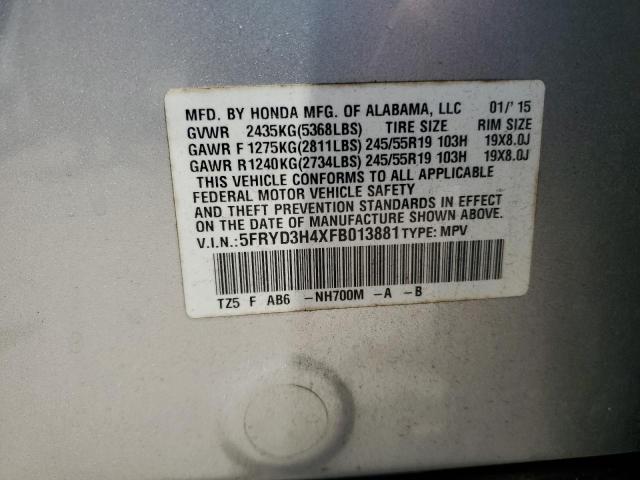 MFD. BY HONDA MFG. OF ALABAMA, LLC 01/'15
GVWR 2435KG(5368LBS) TIRE SIZE RIM SIZE
GAWR F 1275KG(2811LBS) 245/55R19 103H 19X8.0J
GAWR R1240KG(2734LBS) 245/55R19 103H 19X8.0J
THIS VEHICLE CONFORMS TO ALL APPLICABLE
FEDERAL MOTOR VEHICLE SAFETY
AND THEFT PREVENTION STANDARDS IN EFFECT
ON THE DATE OF MANUFACTURE SHOWN ABOVE.
V.I.N.:5FRYD3H4XFB013881 TYPE: MPV
TZ5 F AB6 -NH700M -A -B